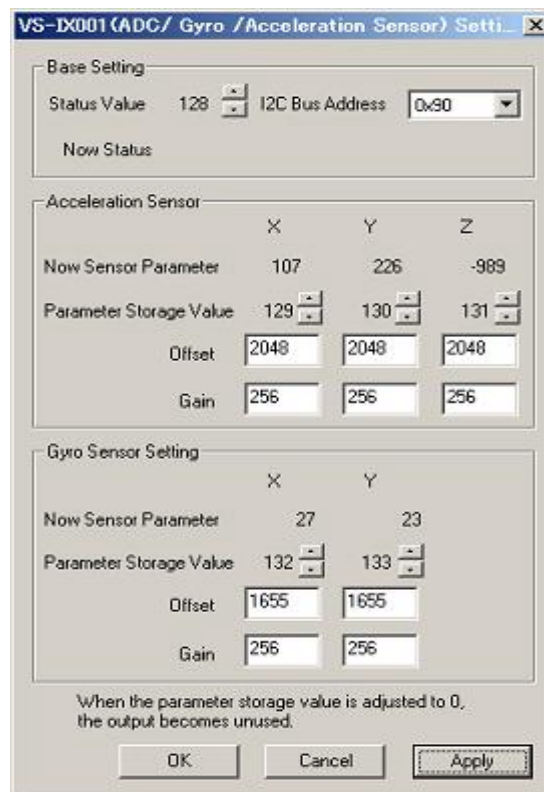 VS-IX001(ADC/ Gyro /Acceleration Sensor) Setti...
Base Setting
Status Value 128 I2C Bus Address 0x90
Now Status
Acceleration Sensor
X Y Z
Now Sensor Parameter 107 226 -989
Parameter Storage Value 129 130 131
Offset 2048 2048 2048
Gain 256 256 256
Gyro Sensor Setting
X Y
Now Sensor Parameter 27 23
Parameter Storage Value 132 133
Offset 1655 1655
Gain 256 256
When the parameter storage value is adjusted to 0,
the output becomes unused.
OK Cancel Apply